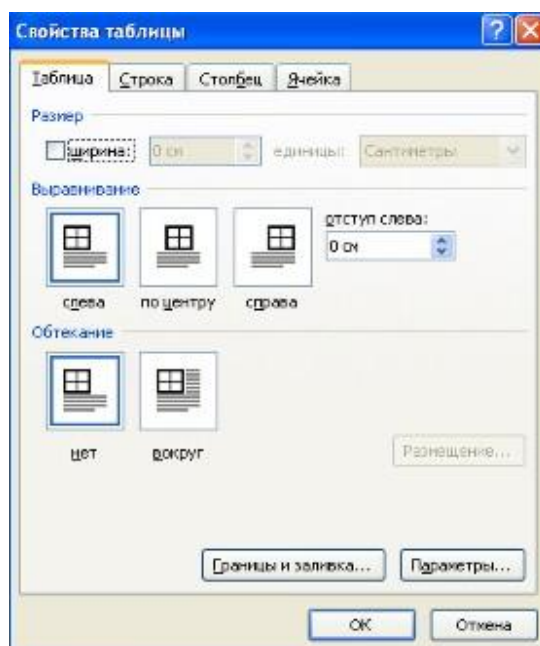 Свойства таблицы
Таблица Строка Столбец Ячейка
Размер
ширина: 0 см единицы: Сантиметры
Выравнивание
отступ слева:
0 см
слева по центру справа
Обтекание
нет вокруг
Размещение...
Границы и заливка... Параметры...
ОК Отмена